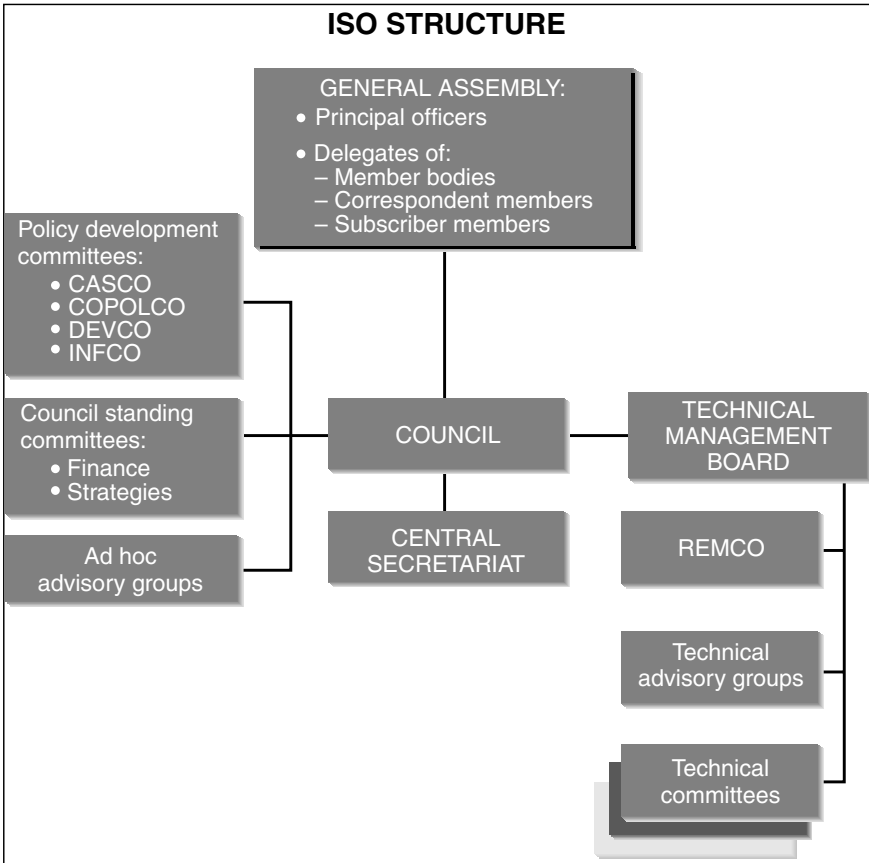 ISO STRUCTURE
GENERAL ASSEMBLY:
• Principal officers
• Delegates of:
– Member bodies
– Correspondent members
– Subscriber members
Policy development
committees:
• CASCO
• COPOLCO
• DEVCO
• INFCO
Council standing
committees:
• Finance
• Strategies
Ad hoc
advisory groups
COUNCIL
CENTRAL
SECRETARIAT
TECHNICAL
MANAGEMENT
BOARD
REMCO
Technical
advisory groups
Technical
committees